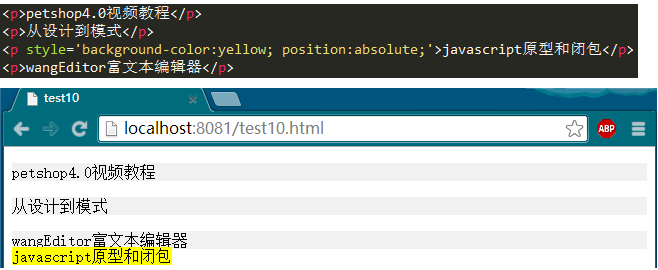 <p>petshop4.0视频教程</p>
<p>从设计到模式</p>
<p style='background-color:yellow; position:absolute;'>javascript原型和闭包</p>
<p>wangEditor富文本编辑器</p>
test10
localhost:8081/test10.html
ABP
petshop4.0视频教程
从设计到模式
wangEditor富文本编辑器
javascript原型和闭包